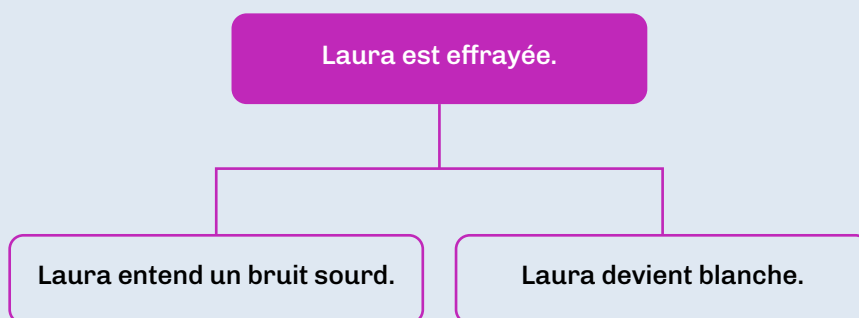 Laura est effrayée.
Laura entend un bruit sourd.
Laura devient blanche.